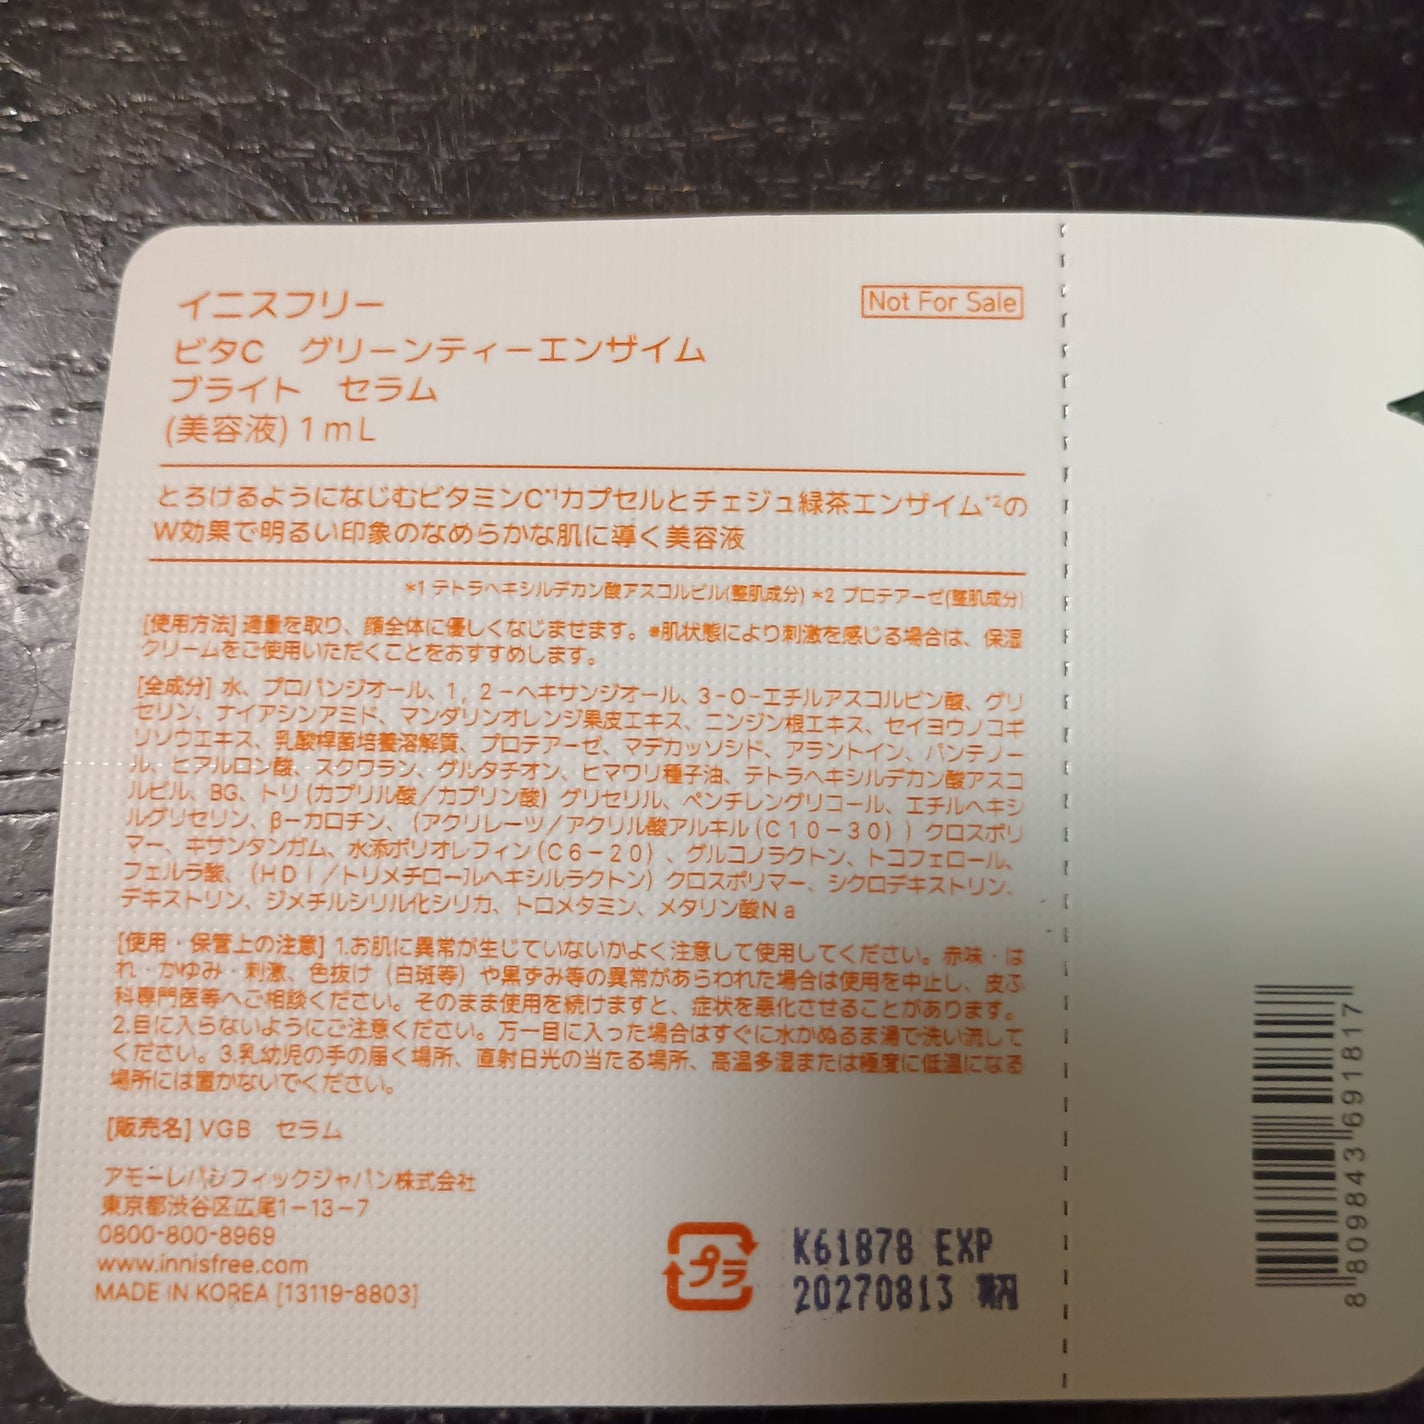 イニスフリー
Not For Sale
ビタC　グリーンティーエンザイム
ブライト　セラム
(美容液) 1mL
とろけるようになじむビタミンC*1カプセルとチェジュ緑茶エンザイム*2の
W効果で明るい印象のなめらかな肌に導く美容液
*1 テトラヘキシルデカン酸アスコルビル(整肌成分) *2 プロテアーゼ(整肌成分)
[使用方法] 適量を取り、顔全体に優しくなじませます。*肌状態により刺激を感じる場合は、保湿
クリームをご使用いただくことをおすすめします。
[全成分] 水、プロパンジオール、1，2－ヘキサンジオール、3-O-エチルアスコルビン酸、グリ
セリン、ナイアシンアミド、マンダリンオレンジ果皮エキス、ニンジン根エキス、セイヨウノコギ
リソウエキス、乳酸桿菌培養溶解質、プロテアーゼ、マデカッソシド、アラントイン、パンテノー
ル、ヒアルロン酸、スクワラン、グルタチオン、ヒマワリ種子油、テトラヘキシルデカン酸アスコ
ルビル、BG、トリ(カプリル酸／カプリン酸) グリセリル、ペンチレングリコール、エチルヘキシ
ルグリセリン、β－カロチン、(アクリレーツ／アクリル酸アルキル(C10－30)) クロスポリ
マー、キサンタンガム、水添ポリオレフィン(C6－20)、グルコノラクトン、トコフェロール、
フェルラ酸、(HDI／トリメチロールヘキシルラクトン) クロスポリマー、シクロデキストリン、
デキストリン、ジメチルシリル化シリカ、トロメタミン、メタリン酸Na
[使用・保管上の注意] 1.お肌に異常が生じていないかよく注意して使用してください。赤味・は
れ・かゆみ・刺激、色抜け（白斑等）や黒ずみ等の異常があらわれた場合は使用を中止し、皮ふ
科専門医等へご相談ください。そのまま使用を続けますと、症状を悪化させることがあります。
2.目に入らないようにご注意ください。万一目に入った場合はすぐに水かぬるま湯で洗い流して
ください。3.乳幼児の手の届く場所、直射日光の当たる場所、高温多湿または極度に低温になる
場所には置かないでください。
[販売名] VGB　セラム
アモーレパシフィックジャパン株式会社
東京都渋谷区広尾1－13－7
0800-800-8969
www.innisfree.com
MADE IN KOREA [13119-8803]
プラ
K61B78 EXP
20270813
8 809843 691817